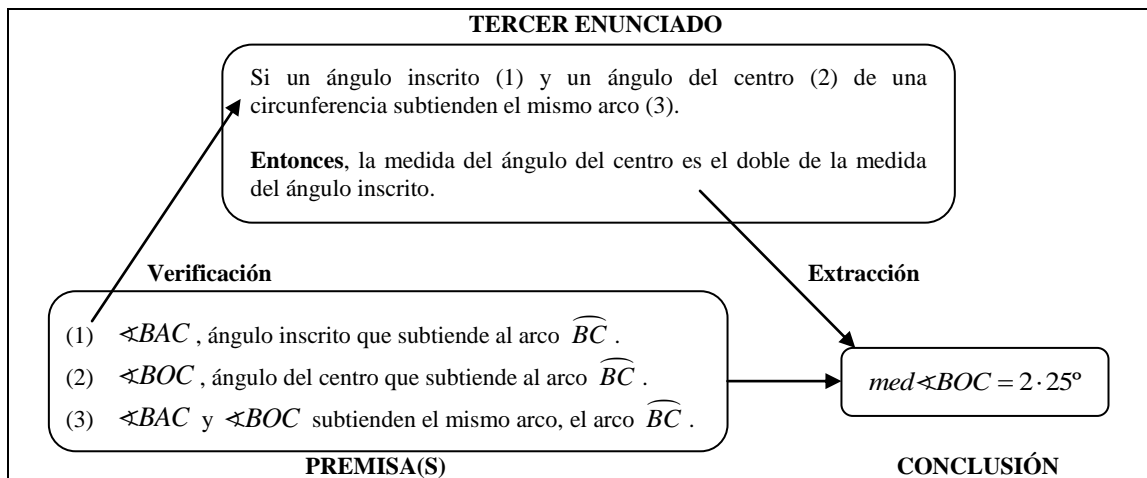 TERCER ENUNCIADO
Si un ángulo inscrito (1) y un ángulo del centro (2) de una
circunferencia subtienden el mismo arco (3).
Entonces, la medida del ángulo del centro es el doble de la medida
del ángulo inscrito.
Verificación
Extracción
(1) ∢BAC , ángulo inscrito que subtiende al arco B͡C .
(2) ∢BOC , ángulo del centro que subtiende al arco B͡C .
(3) ∢BAC y ∢BOC subtienden el mismo arco, el arco B͡C .
med∢BOC = 2·25º
PREMISA(S)
CONCLUSIÓN